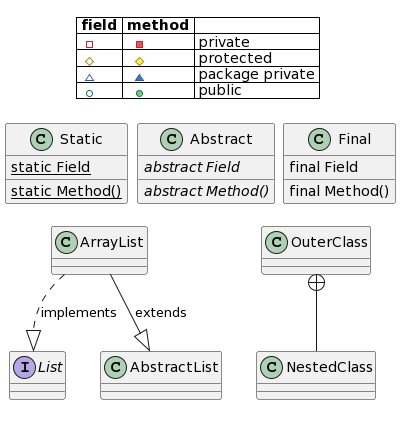 field method
private
protected
package private
public
C Static C Abstract C Final
static Field abstract Field final Field
static Method() abstract Method() final Method()
C ArrayList C OuterClass
implements extends
I List C AbstractList C NestedClass